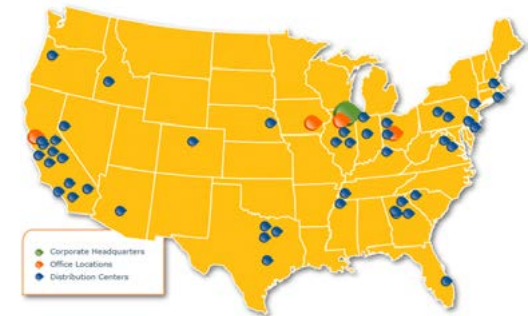 Corporate Headquarters
Office Locations
Distribution Centers